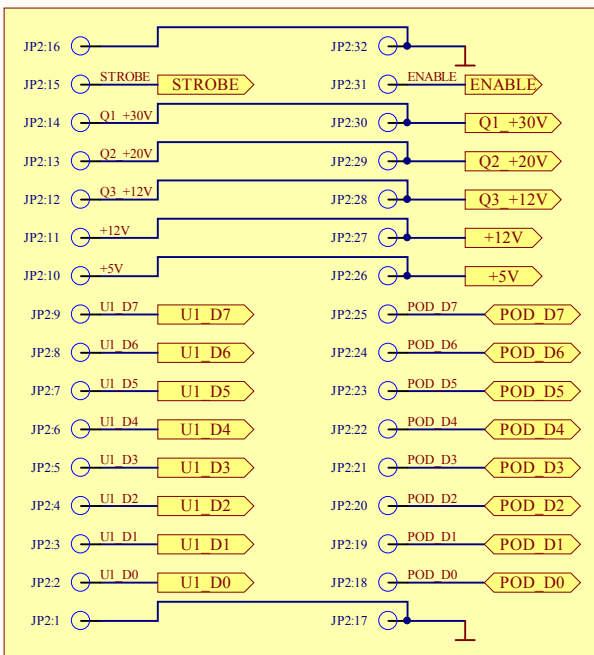 JP2:16 JP2:32
JP2:15 STROBE STROBE JP2:31 ENABLE ENABLE
JP2:14 Q1_+30V JP2:30 Q1_+30V
JP2:13 Q2_+20V JP2:29 Q2_+20V
JP2:12 Q3_+12V JP2:28 Q3_+12V
JP2:11 +12V JP2:27 +12V
JP2:10 +5V JP2:26 +5V
JP2:9 U1_D7 U1_D7 JP2:25 POD_D7 POD_D7
JP2:8 U1_D6 U1_D6 JP2:24 POD_D6 POD_D6
JP2:7 U1_D5 U1_D5 JP2:23 POD_D5 POD_D5
JP2:6 U1_D4 U1_D4 JP2:22 POD_D4 POD_D4
JP2:5 U1_D3 U1_D3 JP2:21 POD_D3 POD_D3
JP2:4 U1_D2 U1_D2 JP2:20 POD_D2 POD_D2
JP2:3 U1_D1 U1_D1 JP2:19 POD_D1 POD_D1
JP2:2 U1_D0 U1_D0 JP2:18 POD_D0 POD_D0
JP2:1 JP2:17